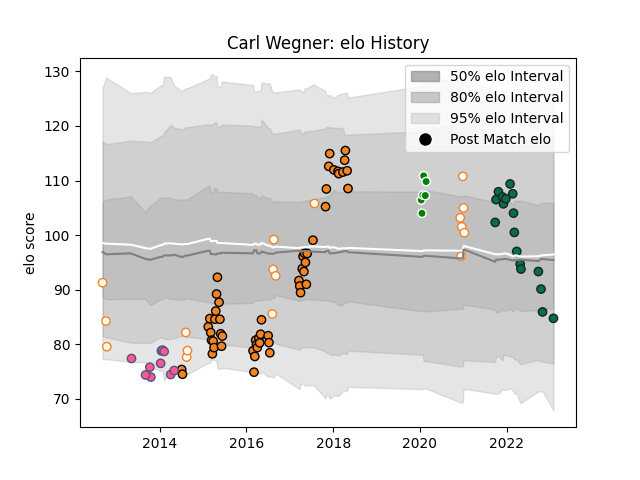 Carl Wegner: elo History
130
120
110
100
90
80
70
elo score
50% elo Interval
80% elo Interval
95% elo Interval
Post Match elo
2014
2016
2018
2020
2022